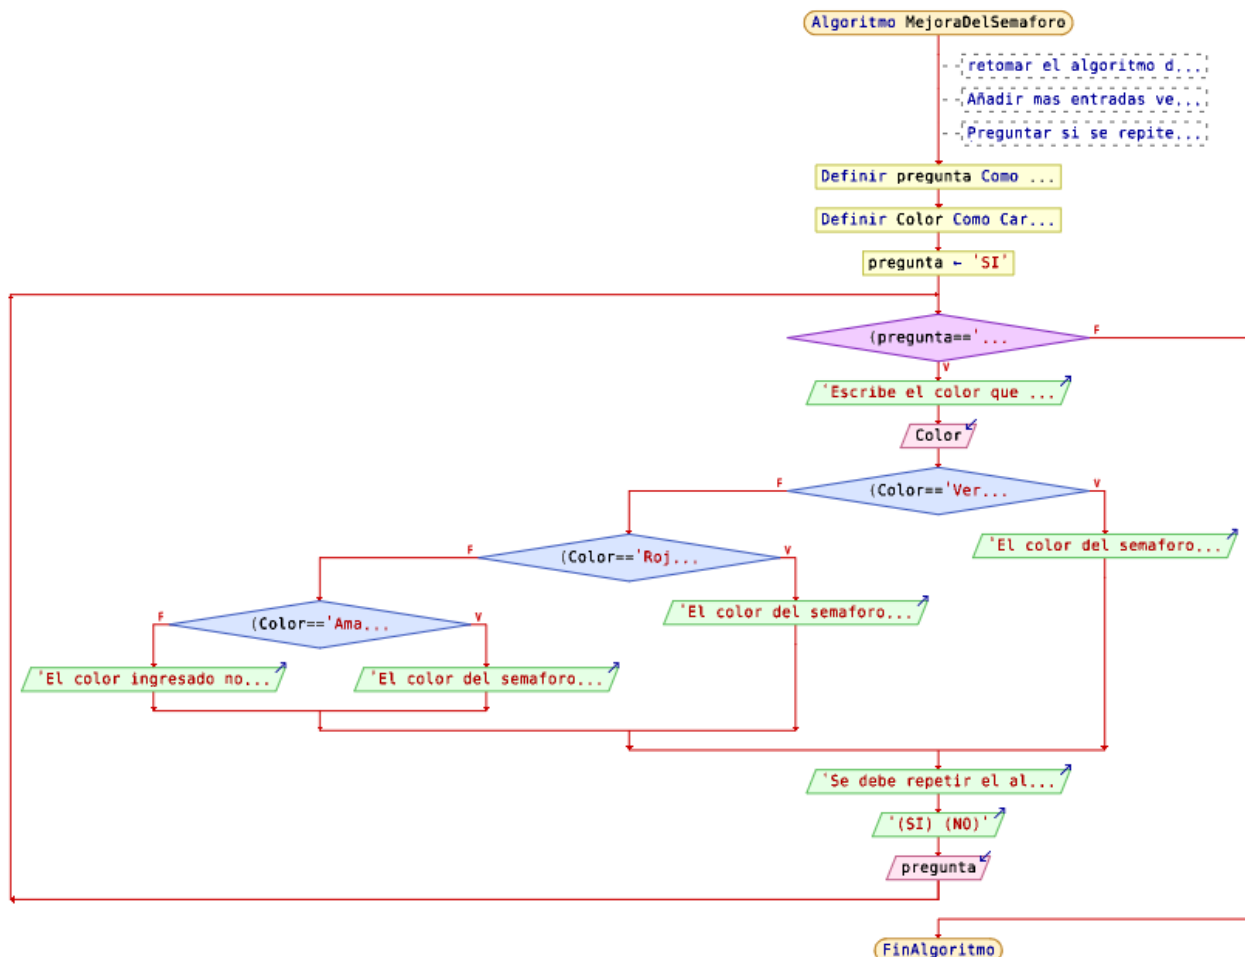 Algoritmo MejoraDelSemaforo
retomar el algoritmo d...
Añadir mas entradas ve...
Preguntar si se repite...
Definir pregunta Como ...
Definir Color Como Car...
pregunta ← 'SI'
(pregunta=='...
F
V
'Escribe el color que ...
Color
F
(Color=='Ver...
V
'El color del semaforo...
F
(Color=='Roj...
V
'El color del semaforo...
F
(Color=='Ama...
V
'El color ingresado no...
'El color del semaforo...
'Se debe repetir el al...
'(SI) (NO)'
pregunta
FinAlgoritmo